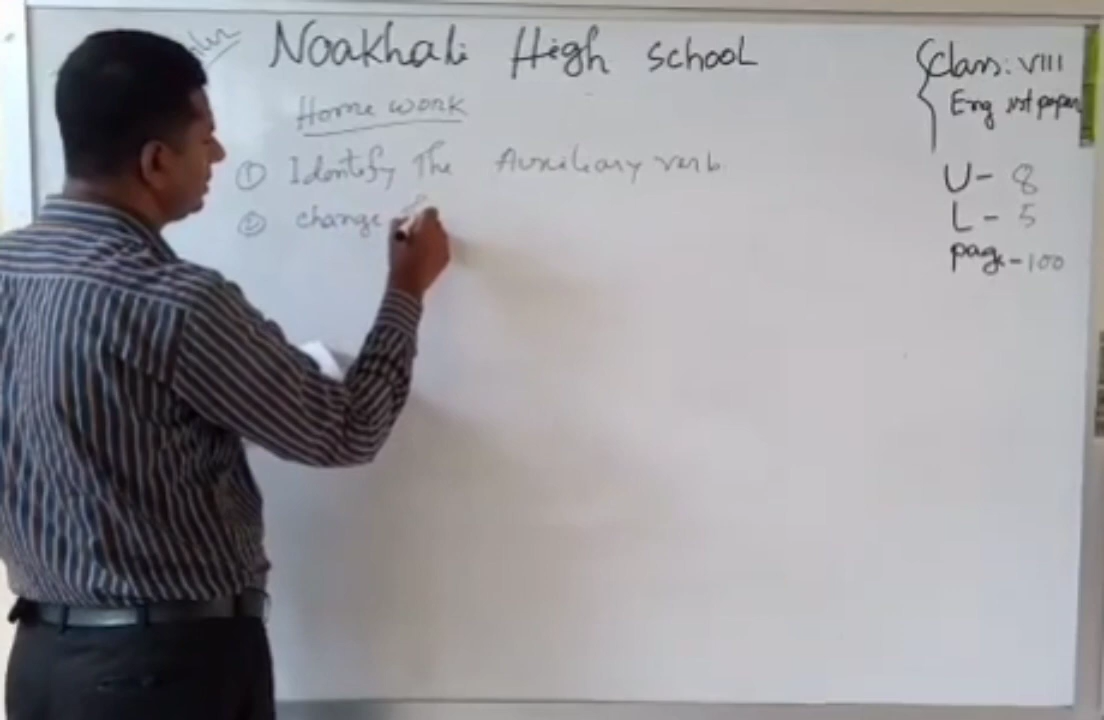 Noakhali High School
Home work
① Identify The Auxiliary verb
② change
Class: VIII
Eng 1st paper
U- 8
L - 5
page-100